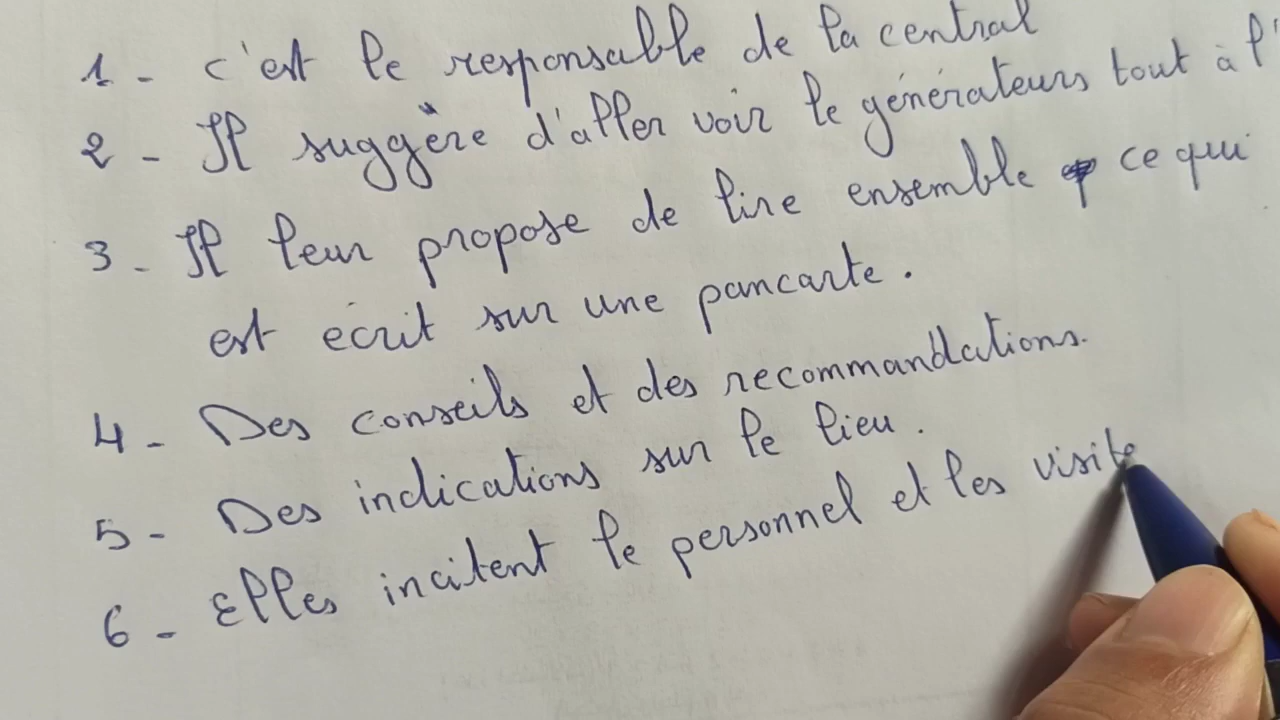 1 - c'est le responsable de la central
2 - Il suggère d'aller voir le générateurs tout à l'
3 - Il leur propose de lire ensemble ce qui
est écrit sur une pancarte.
4 - Des conseils et des recommandations.
5 - Des indications sur le lieu.
6 - Elles incitent le personnel et les visite